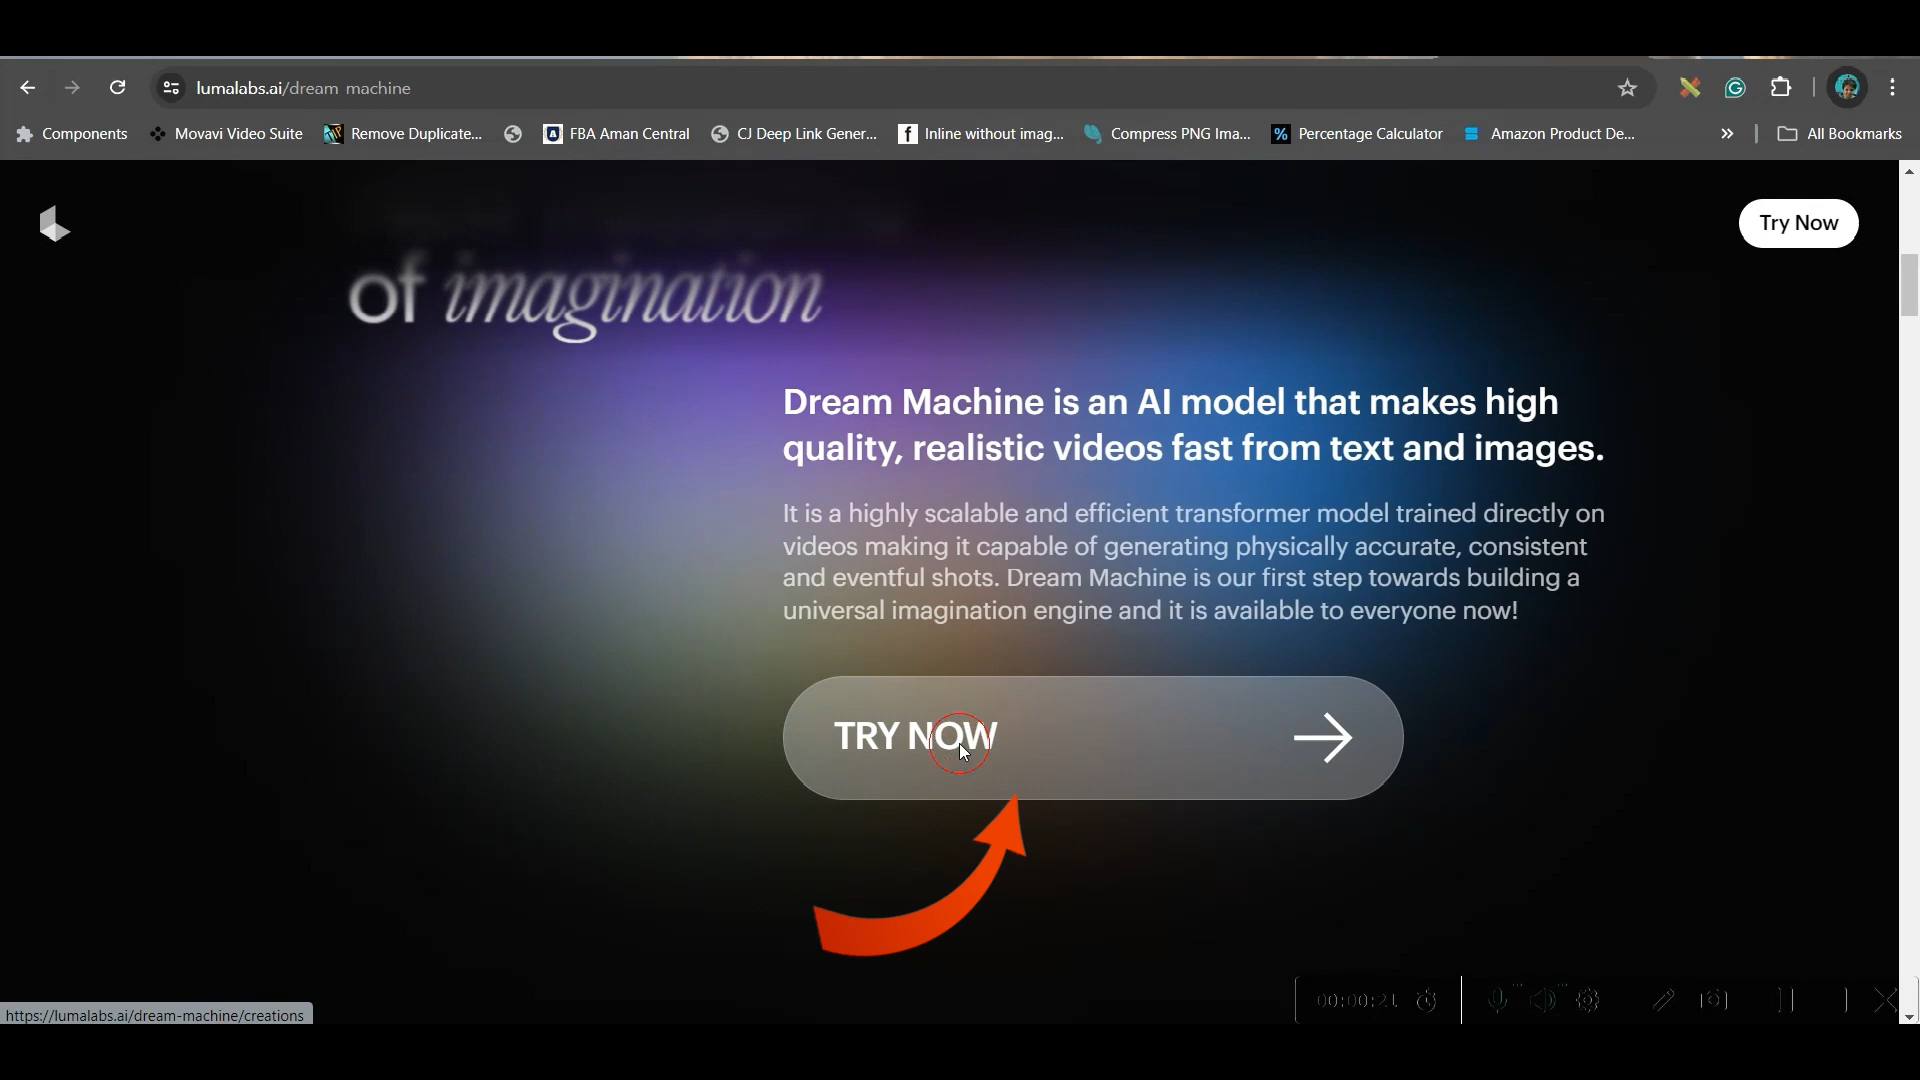 lumalabs.ai/dream machine
Components Movavi Video Suite Remove Duplicate... FBA Aman Central CJ Deep Link Gener... Inline without imag... Compress PNG Ima... Percentage Calculator Amazon Product De... All Bookmarks
Try Now
of imagination
Dream Machine is an AI model that makes high
quality, realistic videos fast from text and images.
It is a highly scalable and efficient transformer model trained directly on
videos making it capable of generating physically accurate, consistent
and eventful shots. Dream Machine is our first step towards building a
universal imagination engine and it is available to everyone now!
TRY NOW
00:00:21
https://lumalabs.ai/dream-machine/creations